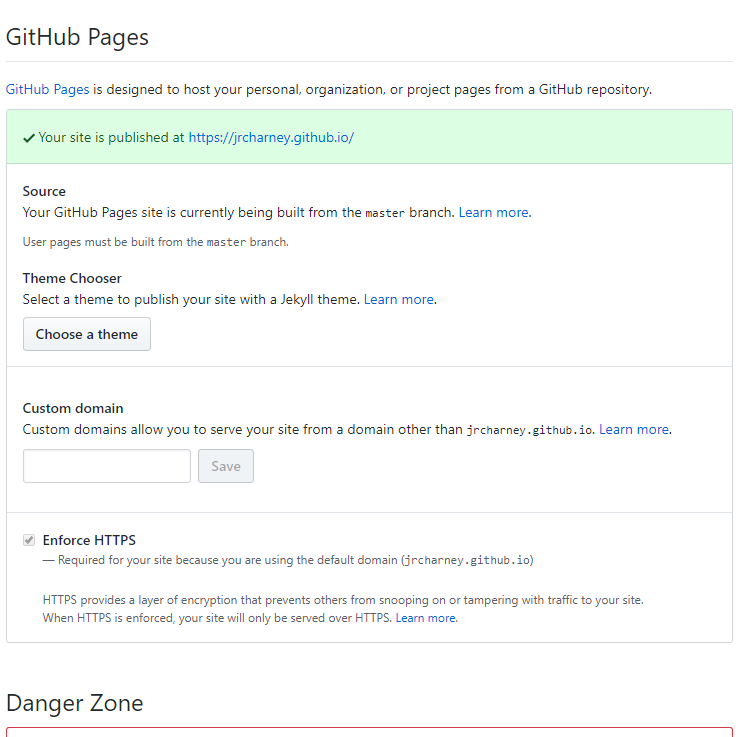 GitHub Pages
GitHub Pages is designed to host your personal, organization, or project pages from a GitHub repository.
Your site is published at https://jrcharney.github.io/
Source
Your GitHub Pages site is currently being built from the master branch. Learn more.
User pages must be built from the master branch.
Theme Chooser
Select a theme to publish your site with a Jekyll theme. Learn more.
Choose a theme
Custom domain
Custom domains allow you to serve your site from a domain other than jrcharney.github.io. Learn more.
Save
Enforce HTTPS
— Required for your site because you are using the default domain (jrcharney.github.io)
HTTPS provides a layer of encryption that prevents others from snooping on or tampering with traffic to your site.
When HTTPS is enforced, your site will only be served over HTTPS. Learn more.
Danger Zone